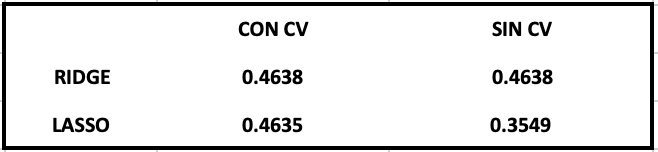 CON CV SIN CV
RIDGE 0.4638 0.4638
LASSO 0.4635 0.3549